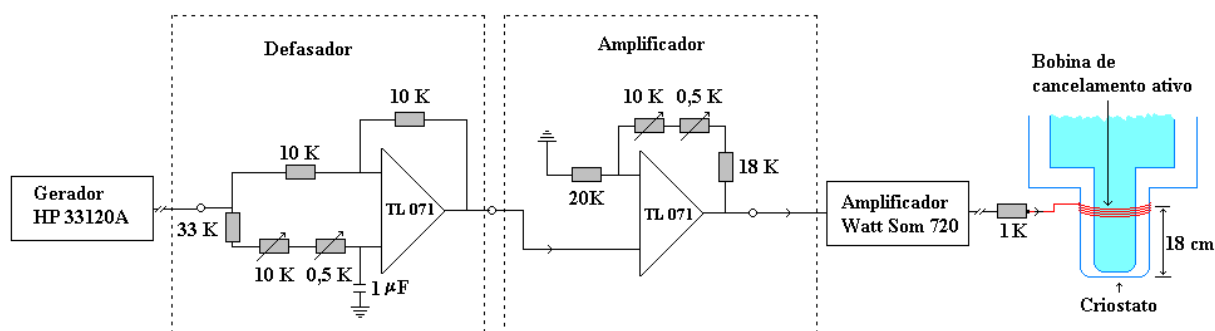 Defasador
10 K
10 K
TL 071
Gerador
HP 33120A
33 K
10 K
0,5 K
1 µF
Amplificador
10 K
0,5 K
18 K
20K
TL 071
Amplificador
Watt Som 720
1 K
Bobina de
cancelamento ativo
18 cm
Criostato